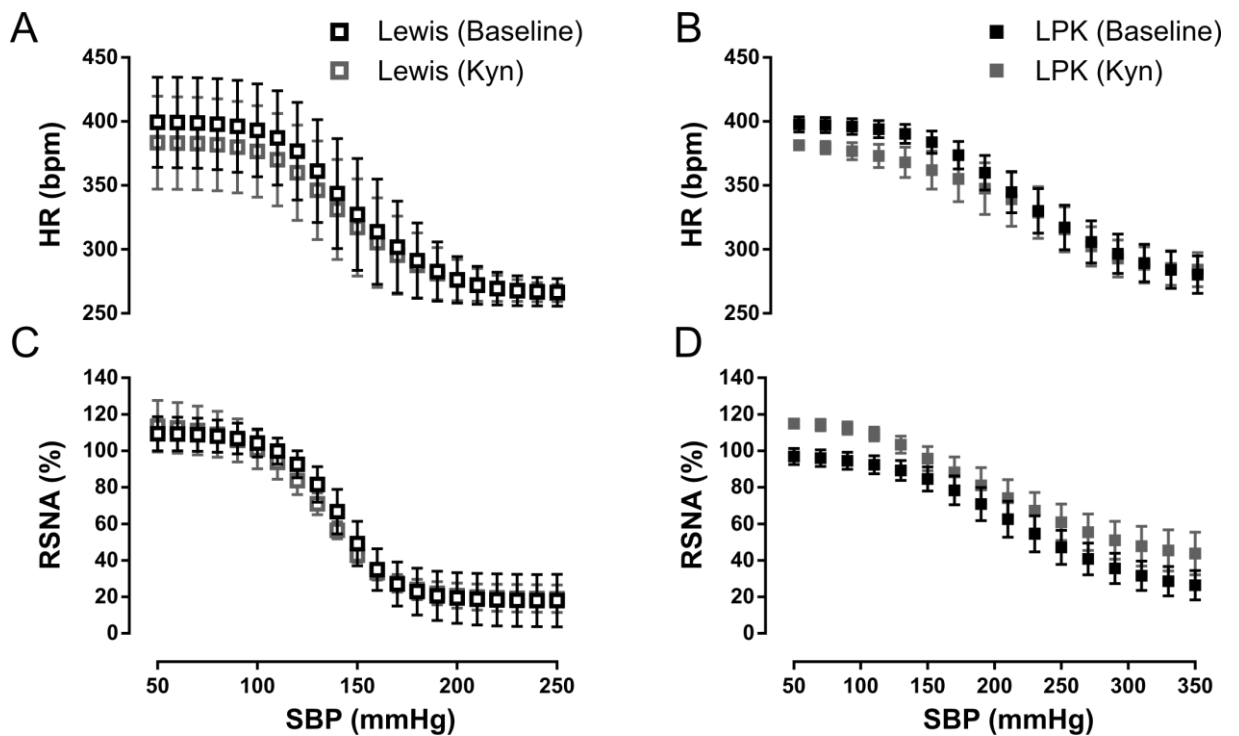 A
Lewis (Baseline)
Lewis (Kyn)
B
LPK (Baseline)
LPK (Kyn)
450
400
350
300
250
HR (bpm)
450
400
350
300
250
HR (bpm)
C
140
120
100
80
60
40
20
0
RSNA (%)
50 100 150 200 250
SBP (mmHg)
D
140
120
100
80
60
40
20
0
RSNA (%)
50 100 150 200 250 300 350
SBP (mmHg)